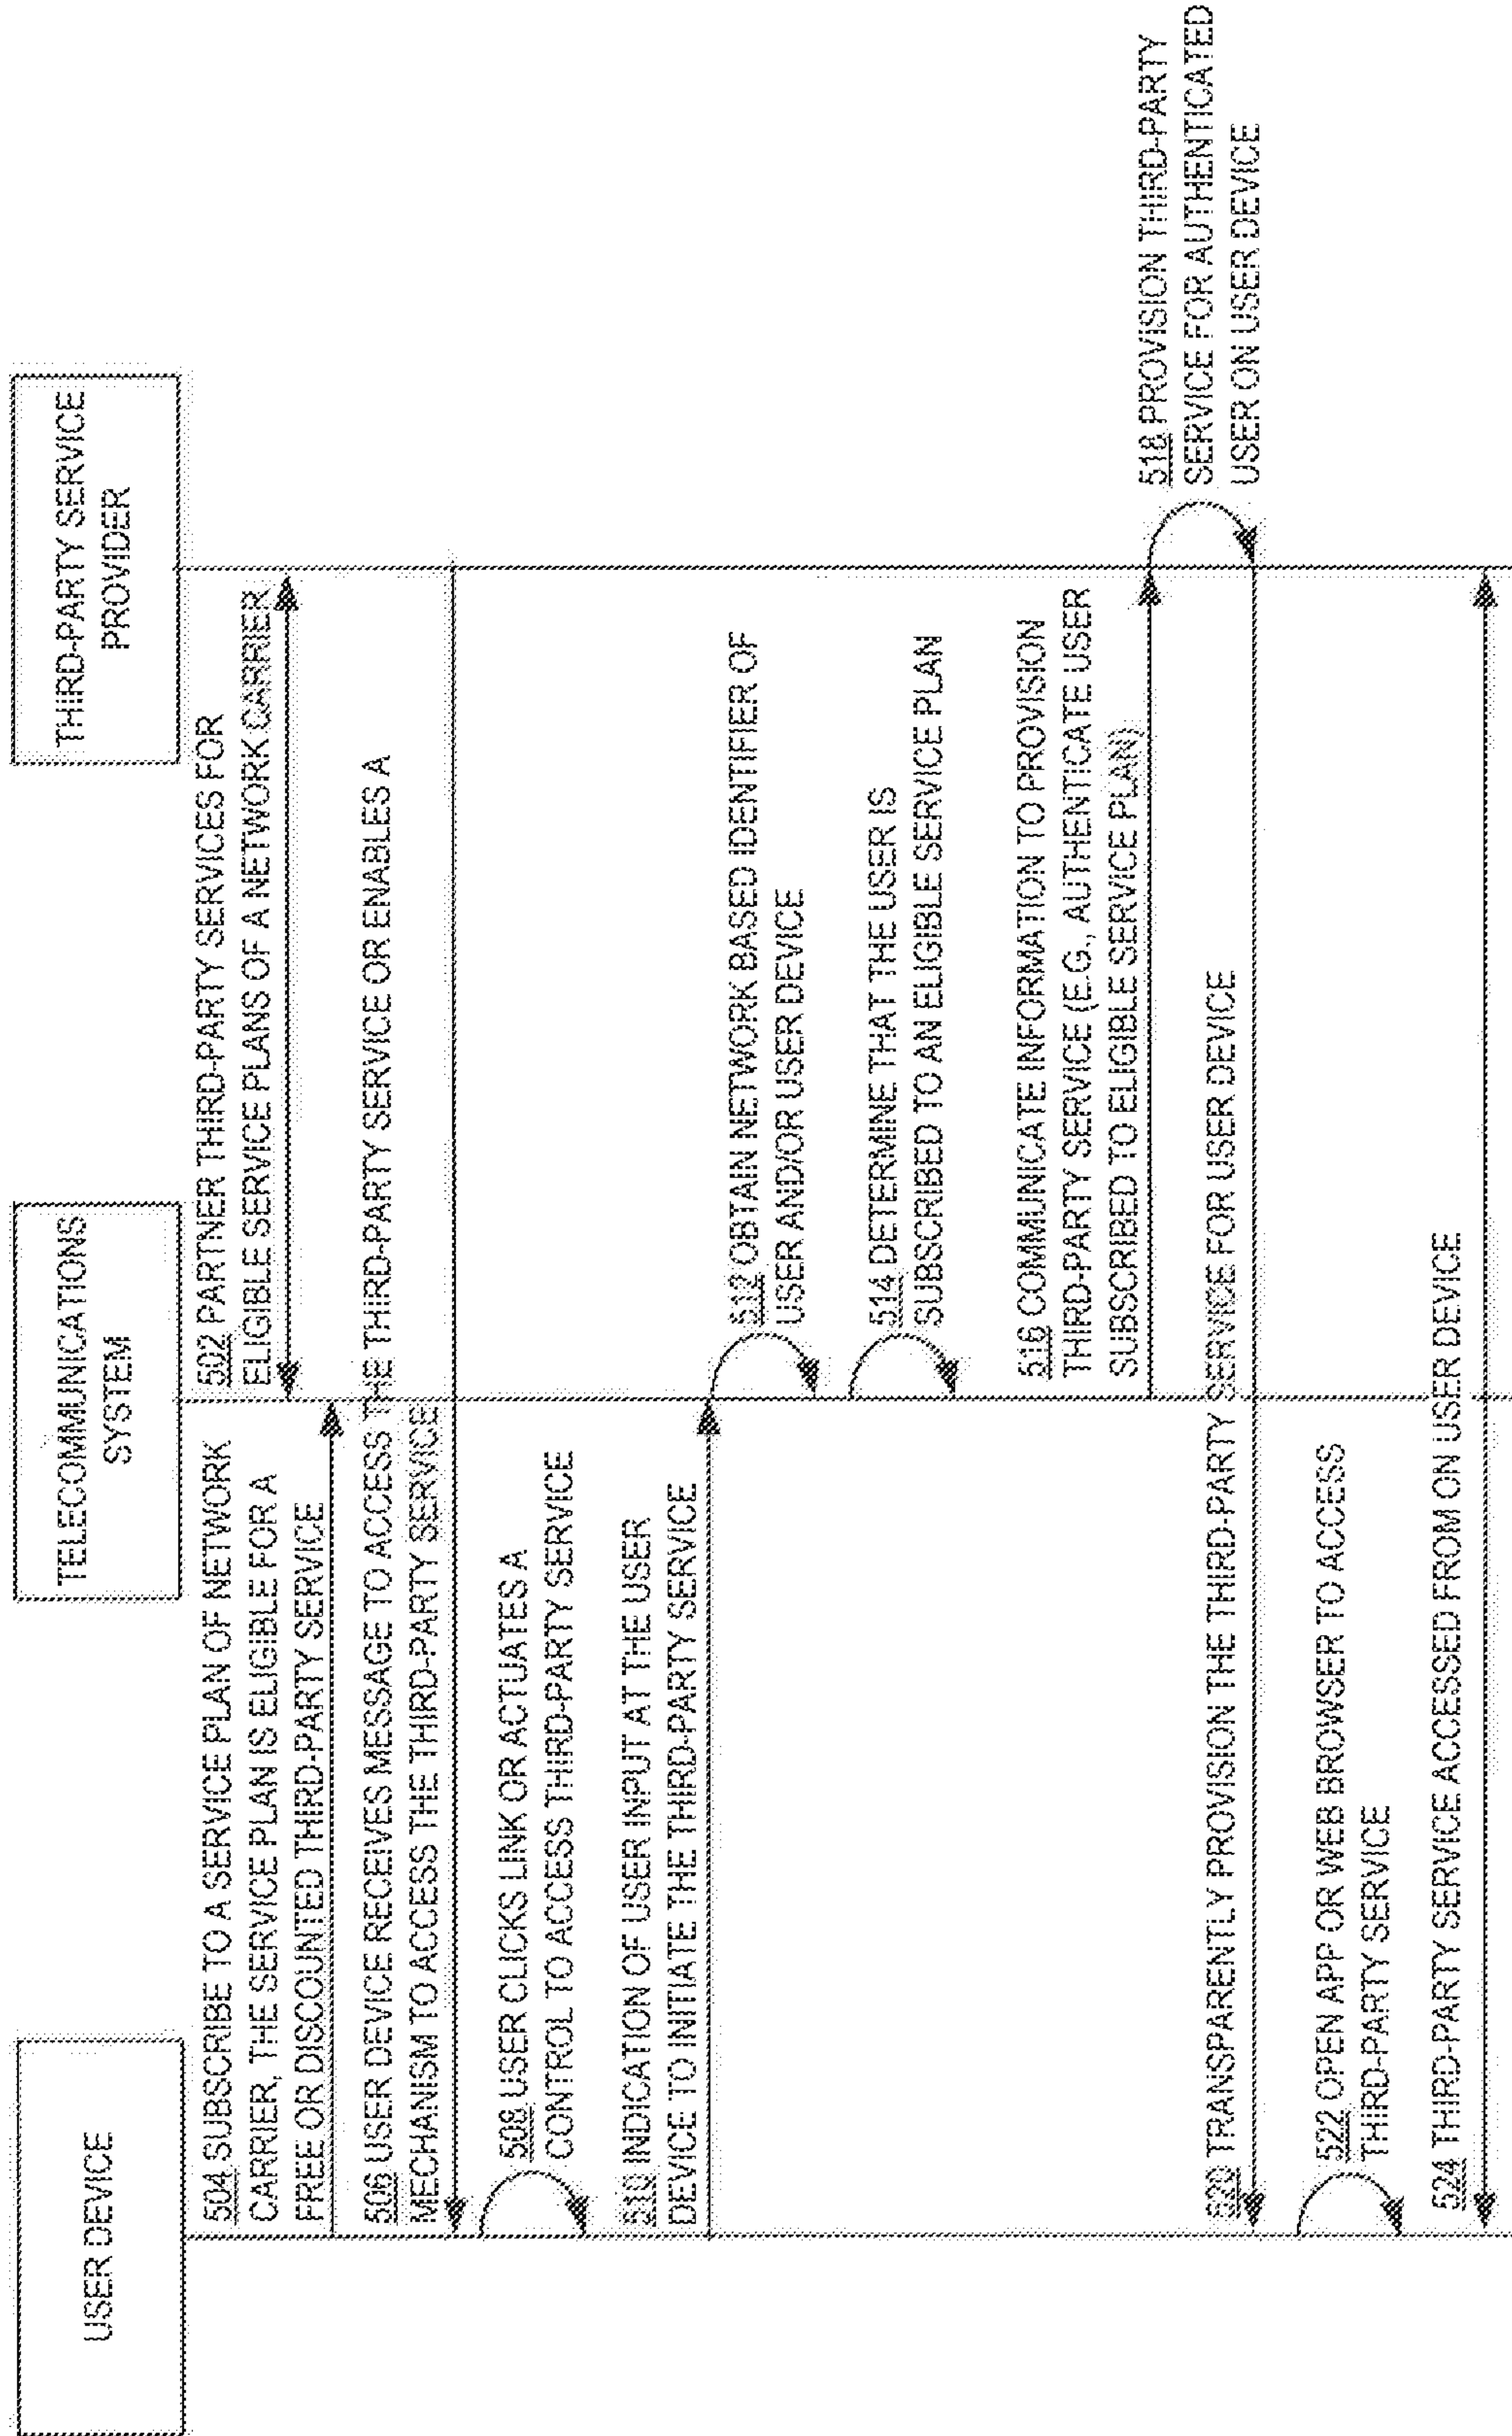 USER DEVICE
TELECOMMUNICATIONS
SYSTEM
THIRD-PARTY SERVICE
PROVIDER
502 PARTNER THIRD-PARTY SERVICES FOR
ELIGIBLE SERVICE PLANS OF A NETWORK CARRIER
504 SUBSCRIBE TO A SERVICE PLAN OF NETWORK
CARRIER, THE SERVICE PLAN IS ELIGIBLE FOR A
FREE OR DISCOUNTED THIRD-PARTY SERVICE
506 USER DEVICE RECEIVES MESSAGE TO ACCESS THE THIRD-PARTY SERVICE OR ENABLES A
MECHANISM TO ACCESS THE THIRD-PARTY SERVICE
508 USER CLICKS LINK OR ACTUATES A
CONTROL TO ACCESS THIRD-PARTY SERVICE
510 INDICATION OF USER INPUT AT THE USER
DEVICE TO INITIATE THE THIRD-PARTY SERVICE
512 OBTAIN NETWORK BASED IDENTIFIER OF
USER AND/OR USER DEVICE
514 DETERMINE THAT THE USER IS
SUBSCRIBED TO AN ELIGIBLE SERVICE PLAN
516 COMMUNICATE INFORMATION TO PROVISION
THIRD-PARTY SERVICE (E.G., AUTHENTICATE USER
SUBSCRIBED TO ELIGIBLE SERVICE PLAN)
518 PROVISION THIRD-PARTY
SERVICE FOR AUTHENTICATED
USER ON USER DEVICE
520 TRANSPARENTLY PROVISION THE THIRD-PARTY SERVICE FOR USER DEVICE
522 OPEN APP OR WEB BROWSER TO ACCESS
THIRD-PARTY SERVICE
524 THIRD-PARTY SERVICE ACCESSED FROM ON USER DEVICE